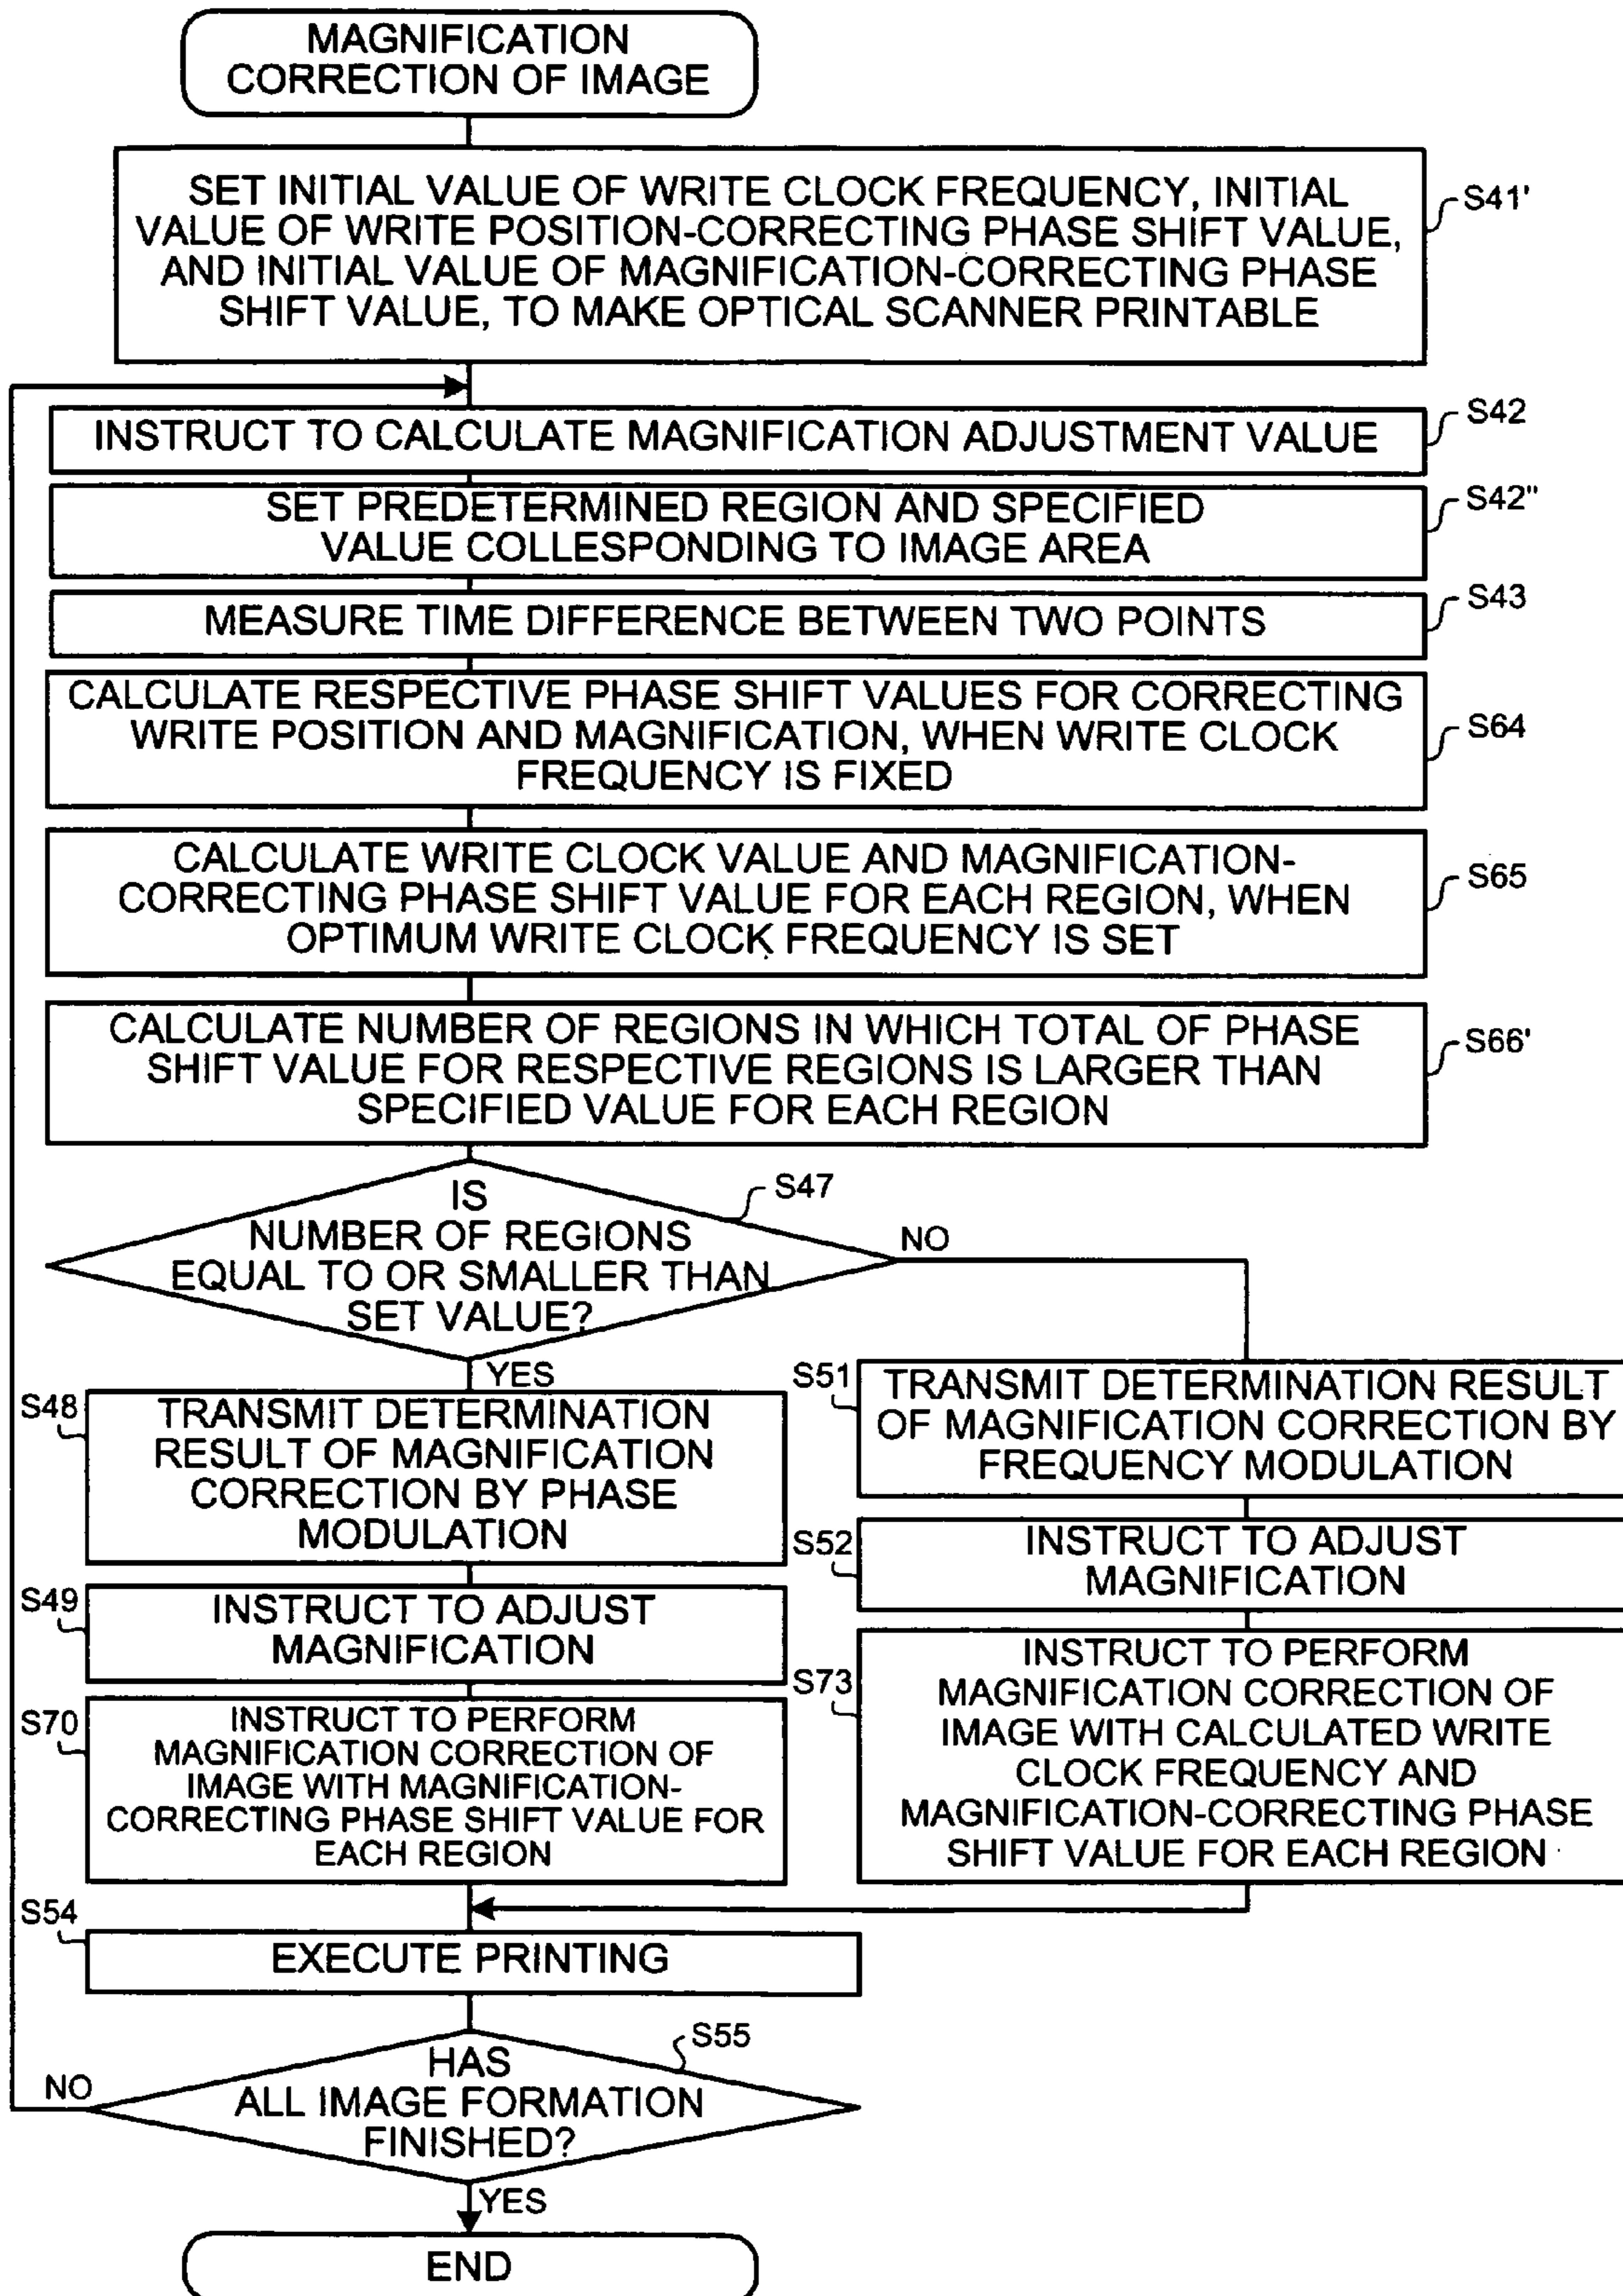 MAGNIFICATION
CORRECTION OF IMAGE
SET INITIAL VALUE OF WRITE CLOCK FREQUENCY, INITIAL
VALUE OF WRITE POSITION-CORRECTING PHASE SHIFT VALUE,
AND INITIAL VALUE OF MAGNIFICATION-CORRECTING PHASE
SHIFT VALUE, TO MAKE OPTICAL SCANNER PRINTABLE
S41'
INSTRUCT TO CALCULATE MAGNIFICATION ADJUSTMENT VALUE
S42
SET PREDETERMINED REGION AND SPECIFIED
VALUE COLLESPONDING TO IMAGE AREA
S42"
MEASURE TIME DIFFERENCE BETWEEN TWO POINTS
S43
CALCULATE RESPECTIVE PHASE SHIFT VALUES FOR CORRECTING
WRITE POSITION AND MAGNIFICATION, WHEN WRITE CLOCK
FREQUENCY IS FIXED
S64
CALCULATE WRITE CLOCK VALUE AND MAGNIFICATION-
CORRECTING PHASE SHIFT VALUE FOR EACH REGION, WHEN
OPTIMUM WRITE CLOCK FREQUENCY IS SET
S65
CALCULATE NUMBER OF REGIONS IN WHICH TOTAL OF PHASE
SHIFT VALUE FOR RESPECTIVE REGIONS IS LARGER THAN
SPECIFIED VALUE FOR EACH REGION
S66'
IS
NUMBER OF REGIONS
EQUAL TO OR SMALLER THAN
SET VALUE?
S47
NO
YES
S48
TRANSMIT DETERMINATION
RESULT OF MAGNIFICATION
CORRECTION BY PHASE
MODULATION
S49
INSTRUCT TO ADJUST
MAGNIFICATION
S70
INSTRUCT TO PERFORM
MAGNIFICATION CORRECTION OF
IMAGE WITH MAGNIFICATION-
CORRECTING PHASE SHIFT VALUE FOR
EACH REGION
S51
TRANSMIT DETERMINATION RESULT
OF MAGNIFICATION CORRECTION BY
FREQUENCY MODULATION
S52
INSTRUCT TO ADJUST
MAGNIFICATION
S73
INSTRUCT TO PERFORM
MAGNIFICATION CORRECTION OF
IMAGE WITH CALCULATED WRITE
CLOCK FREQUENCY AND
MAGNIFICATION-CORRECTING PHASE
SHIFT VALUE FOR EACH REGION
S54
EXECUTE PRINTING
HAS
ALL IMAGE FORMATION
FINISHED?
S55
NO
YES
END